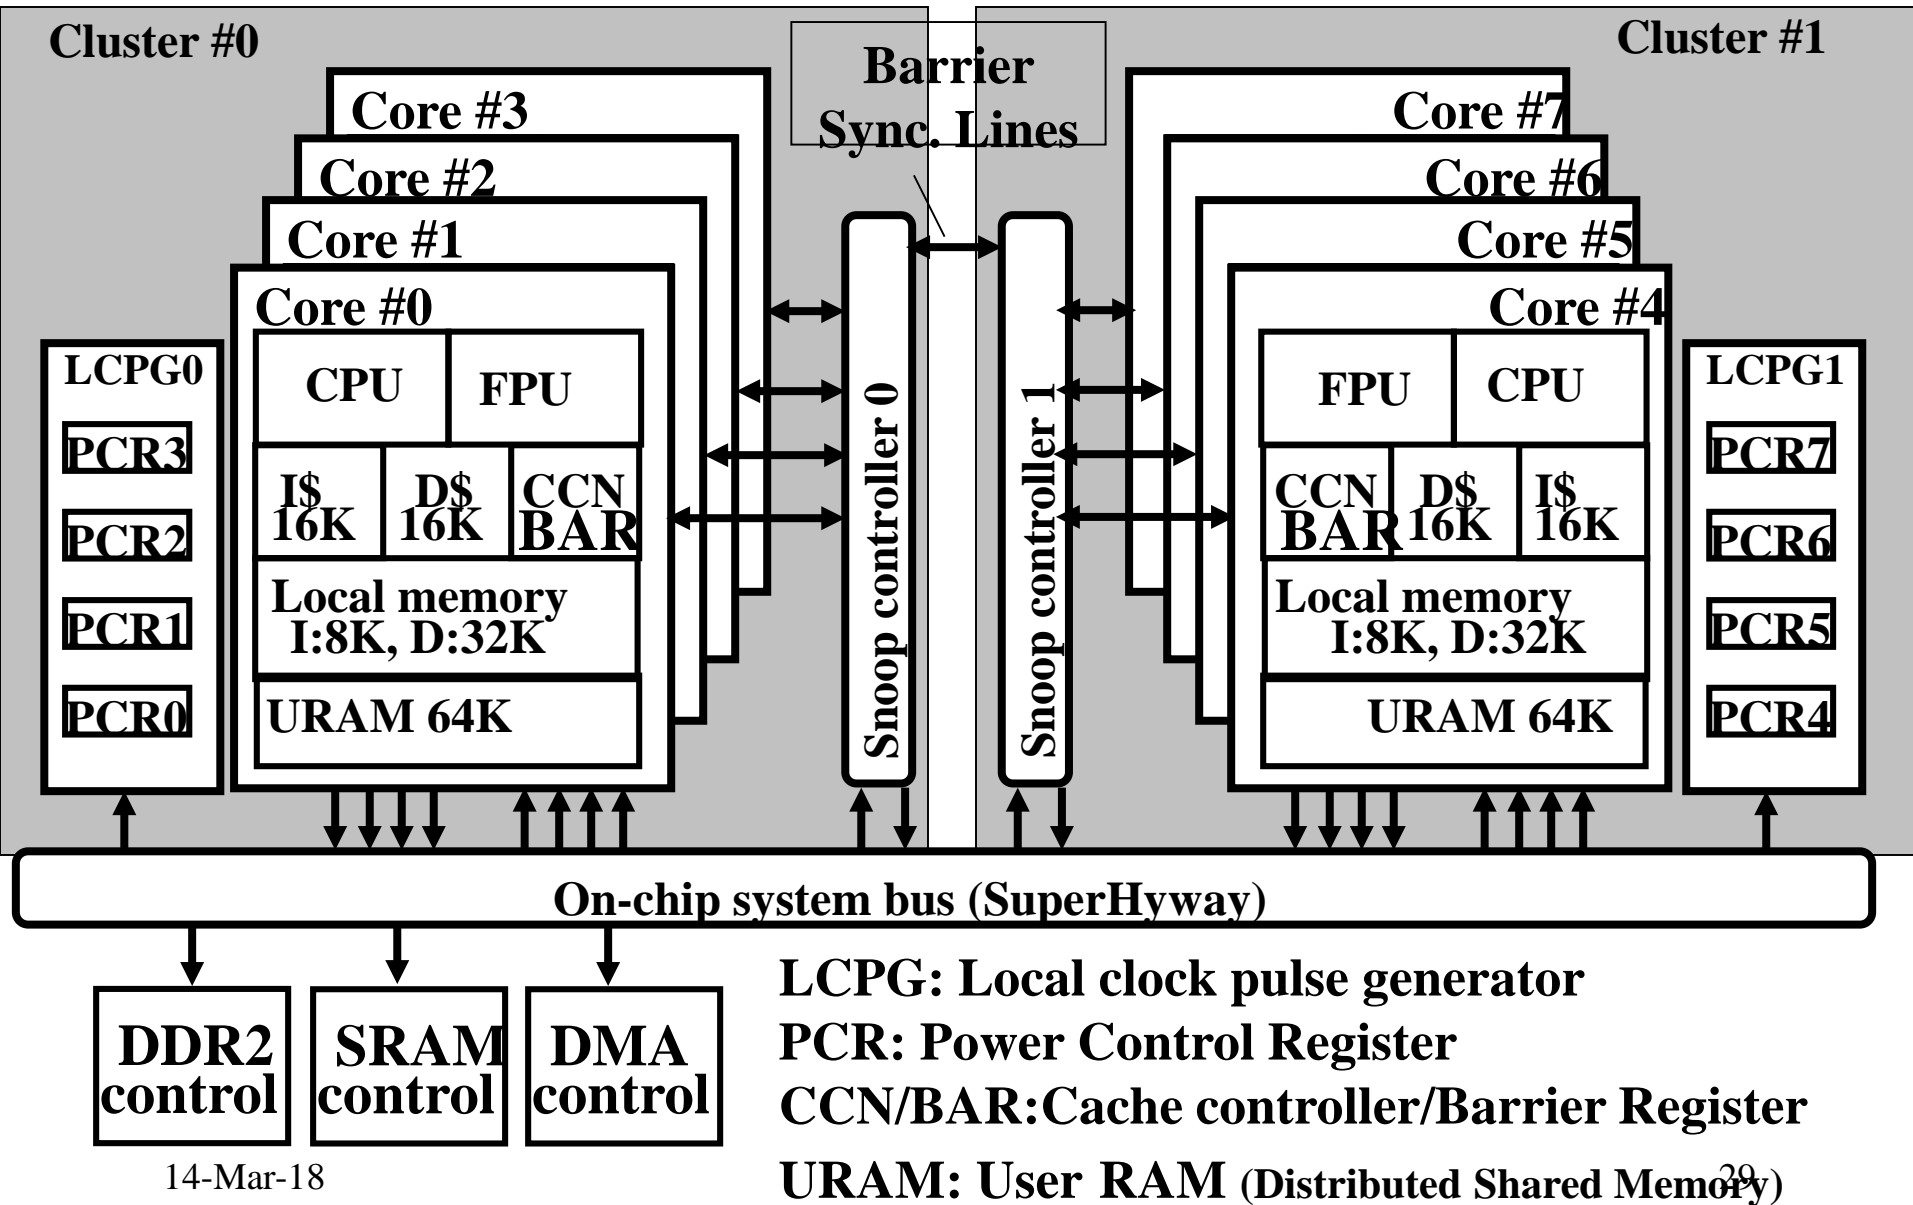 Cluster #0
Barrier
Sync. Lines
Cluster #1
Core #3
Core #2
Core #1
Core #0
CPU
FPU
I$
16K
D$
16K
CCN
BAR
Local memory
I:8K, D:32K
URAM 64K
LCPG0
PCR3
PCR2
PCR1
PCR0
Snoop controller 0
Snoop controller 1
Core #7
Core #6
Core #5
Core #4
FPU
CPU
CCN
BAR
D$
16K
I$
16K
Local memory
I:8K, D:32K
URAM 64K
LCPG1
PCR7
PCR6
PCR5
PCR4
On-chip system bus (SuperHyway)
DDR2
control
SRAM
control
DMA
control
LCPG: Local clock pulse generator
PCR: Power Control Register
CCN/BAR:Cache controller/Barrier Register
URAM: User RAM (Distributed Shared Memory)
14-Mar-18
29